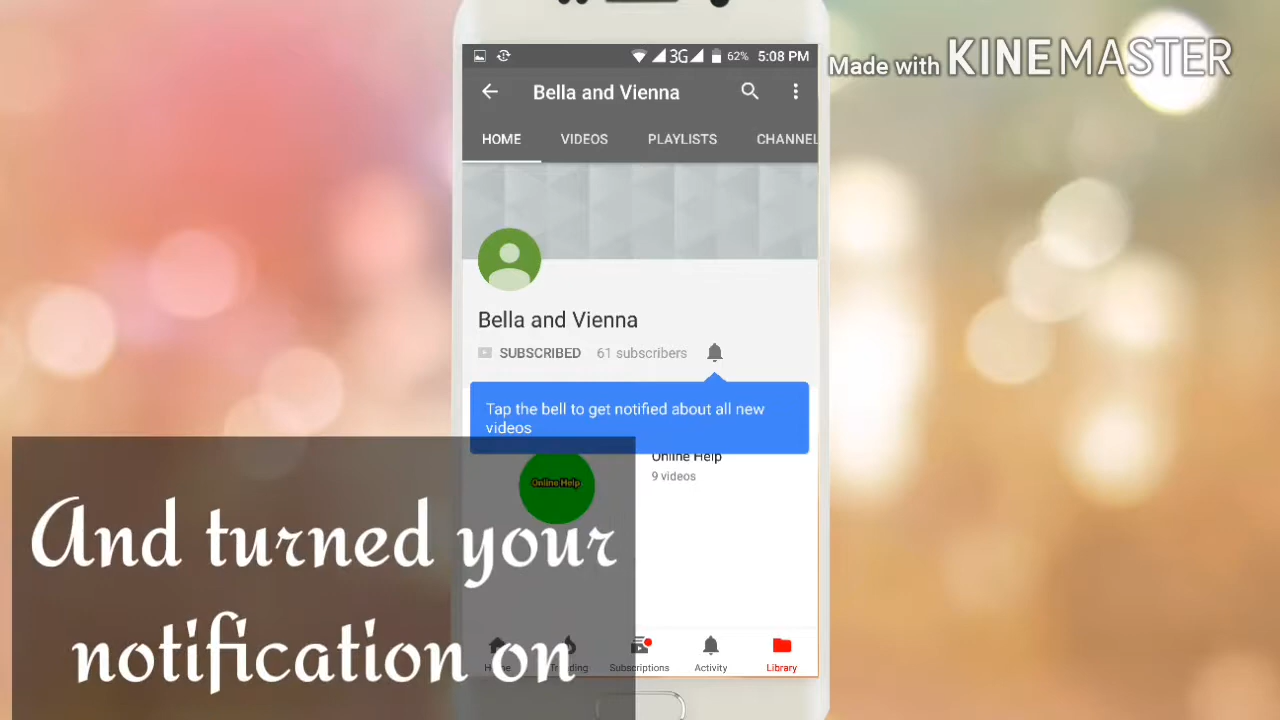 Made with KINEMASTER
3G 62% 5:08 PM
Bella and Vienna
HOME VIDEOS PLAYLISTS CHANNEL
Bella and Vienna
SUBSCRIBED 61 subscribers
Tap the bell to get notified about all new
videos
Online Help
9 videos
Online Help
And turned your
notification on
Home Trending Subscriptions Activity Library